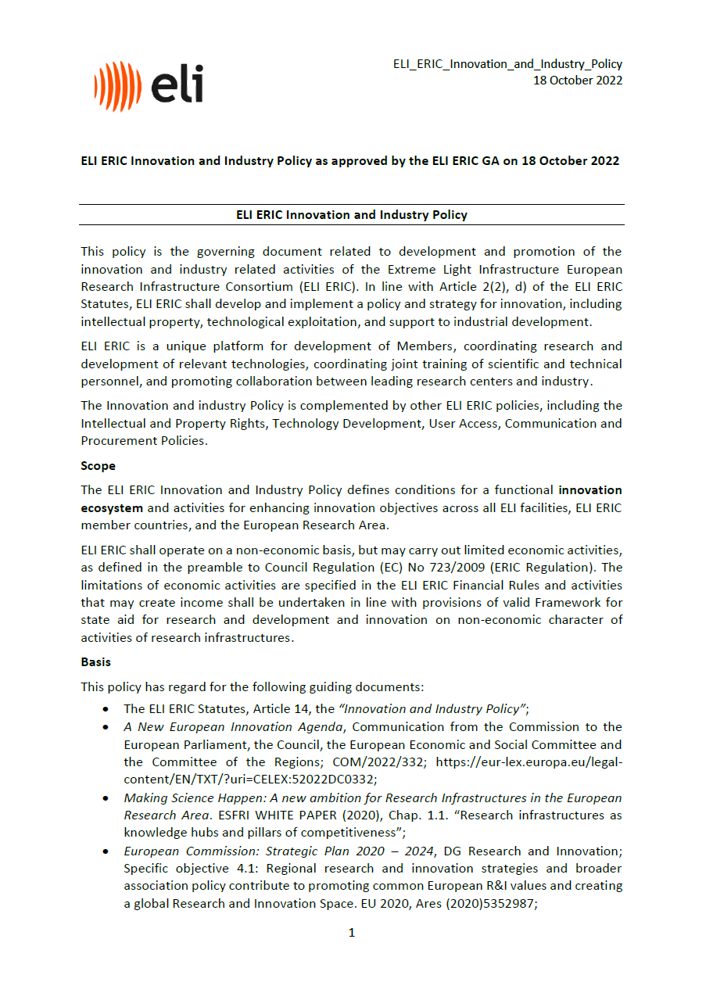 eli
ELI_ERIC_Innovation_and_Industry_Policy
18 October 2022
ELI ERIC Innovation and Industry Policy as approved by the ELI ERIC GA on 18 October 2022
ELI ERIC Innovation and Industry Policy
This policy is the governing document related to development and promotion of the
innovation and industry related activities of the Extreme Light Infrastructure European
Research Infrastructure Consortium (ELI ERIC). In line with Article 2(2), d) of the ELI ERIC
Statutes, ELI ERIC shall develop and implement a policy and strategy for innovation, including
intellectual property, technological exploitation, and support to industrial development.
ELI ERIC is a unique platform for development of Members, coordinating research and
development of relevant technologies, coordinating joint training of scientific and technical
personnel, and promoting collaboration between leading research centers and industry.
The Innovation and industry Policy is complemented by other ELI ERIC policies, including the
Intellectual and Property Rights, Technology Development, User Access, Communication and
Procurement Policies.
Scope
The ELI ERIC Innovation and Industry Policy defines conditions for a functional innovation
ecosystem and activities for enhancing innovation objectives across all ELI facilities, ELI ERIC
member countries, and the European Research Area.
ELI ERIC shall operate on a non-economic basis, but may carry out limited economic activities,
as defined in the preamble to Council Regulation (EC) No 723/2009 (ERIC Regulation). The
limitations of economic activities are specified in the ELI ERIC Financial Rules and activities
that may create income shall be undertaken in line with provisions of valid Framework for
state aid for research and development and innovation on non-economic character of
activities of research infrastructures.
Basis
This policy has regard for the following guiding documents:
• The ELI ERIC Statutes, Article 14, the “Innovation and Industry Policy”;
• A New European Innovation Agenda, Communication from the Commission to the
European Parliament, the Council, the European Economic and Social Committee and
the Committee of the Regions; COM/2022/332; https://eur-lex.europa.eu/legal-
content/EN/TXT/?uri=CELEX:52022DC0332;
• Making Science Happen: A new ambition for Research Infrastructures in the European
Research Area. ESFRI WHITE PAPER (2020), Chap. 1.1. “Research infrastructures as
knowledge hubs and pillars of competitiveness”;
• European Commission: Strategic Plan 2020 – 2024, DG Research and Innovation;
Specific objective 4.1: Regional research and innovation strategies and broader
association policy contribute to promoting common European R&I values and creating
a global Research and Innovation Space. EU 2020, Ares (2020)5352987;
1